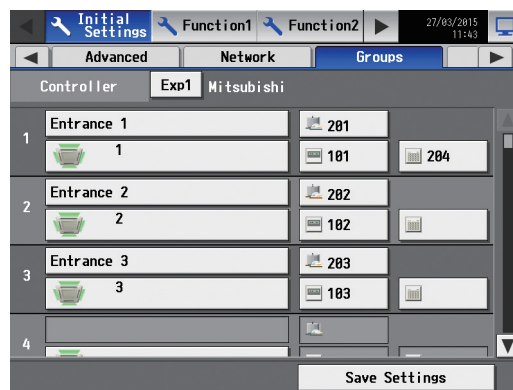 Initial Settings Function1 Function2 27/03/2015 11:43
Advanced Network Groups
Controller Exp1 Mitsubishi
1 Entrance 1 201
1 101 204
2 Entrance 2 202
2 102
3 Entrance 3 203
3 103
4
Save Settings